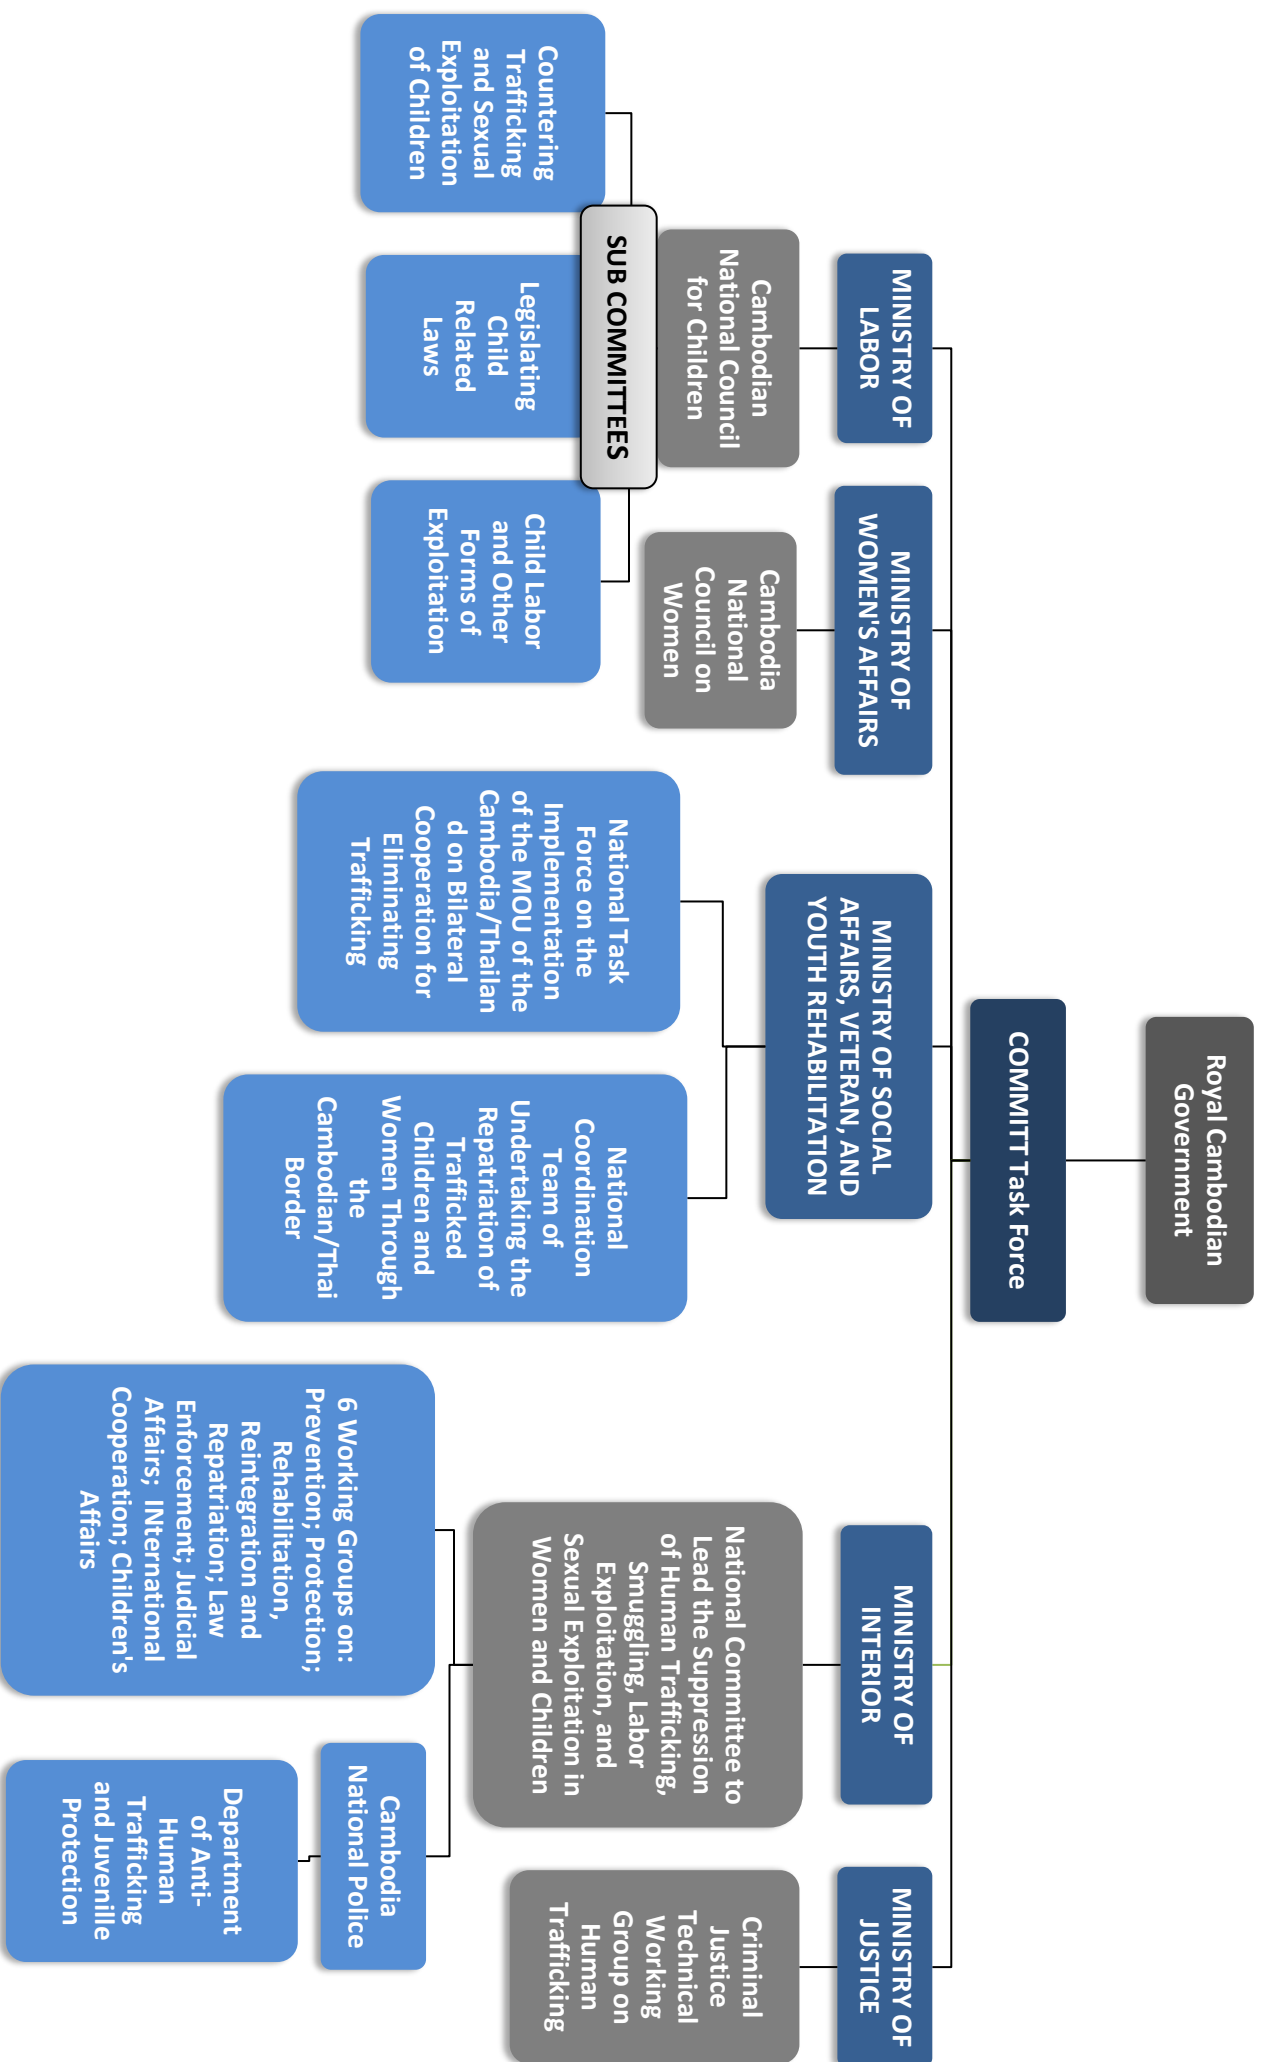 Royal Cambodian
Government
COMMITT Task Force
MINISTRY OF
LABOR
Cambodian
National Council
for Children
SUB COMMITTEES
Countering
Trafficking
and Sexual
Exploitation
of Children
Legislating
Child
Related
Laws
Child Labor
and Other
Forms of
Exploitation
MINISTRY OF
WOMEN'S AFFAIRS
Cambodia
National
Council on
Women
MINISTRY OF SOCIAL
AFFAIRS, VETERAN, AND
YOUTH REHABILITATION
National Task
Force on the
Implementation
of the MOU of the
Cambodia/Thailan
d on Bilateral
Cooperation for
Eliminating
Trafficking
National
Coordination
Team of
Undertaking the
Repatriation of
Trafficked
Children and
Women Through
the
Cambodian/Thai
Border
MINISTRY OF
INTERIOR
National Committee to
Lead the Suppression
of Human Trafficking,
Smuggling, Labor
Exploitation, and
Sexual Exploitation in
Women and Children
6 Working Groups on:
Prevention; Protection;
Rehabilitation,
Reintegration and
Repatriation; Law
Enforcement; Judicial
Affairs; INternational
Cooperation; Children's
Affairs
Cambodia
National Police
Department
of Anti-
Human
Trafficking
and Juvenille
Protection
MINISTRY OF
JUSTICE
Criminal
Justice
Technical
Working
Group on
Human
Trafficking